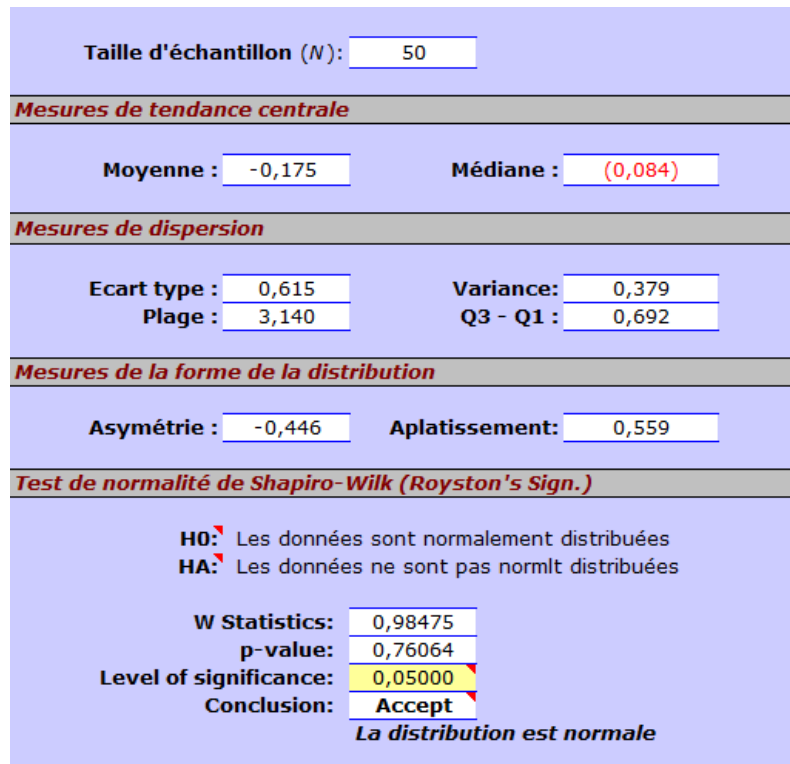 Taille d'échantillon (N): 50
Mesures de tendance centrale
Moyenne : -0,175 Médiane : (0,084)
Mesures de dispersion
Ecart type : 0,615 Variance: 0,379
Plage : 3,140 Q3 - Q1 : 0,692
Mesures de la forme de la distribution
Asymétrie : -0,446 Aplatissement: 0,559
Test de normalité de Shapiro-Wilk (Royston's Sign.)
H0: Les données sont normalement distribuées
HA: Les données ne sont pas normlt distribuées
W Statistics: 0,98475
p-value: 0,76064
Level of significance: 0,05000
Conclusion: Accept
La distribution est normale